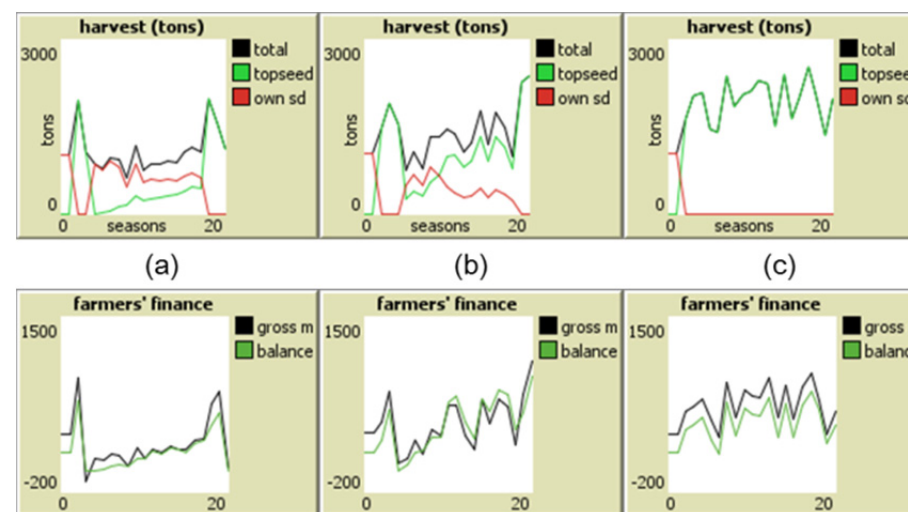 harvest (tons)
3000
tons
0
0 seasons 20
total
topseed
own sd
harvest (tons)
3000
tons
0
0 seasons 20
total
topseed
own sd
harvest (tons)
3000
tons
0
0 seasons 20
total
topsee
own sd
(a)
(b)
(c)
farmers' finance
1500
-200
0 20
gross m
balance
farmers' finance
1500
-200
0 20
gross m
balance
farmers' finance
1500
-200
0 20
gross
balanc